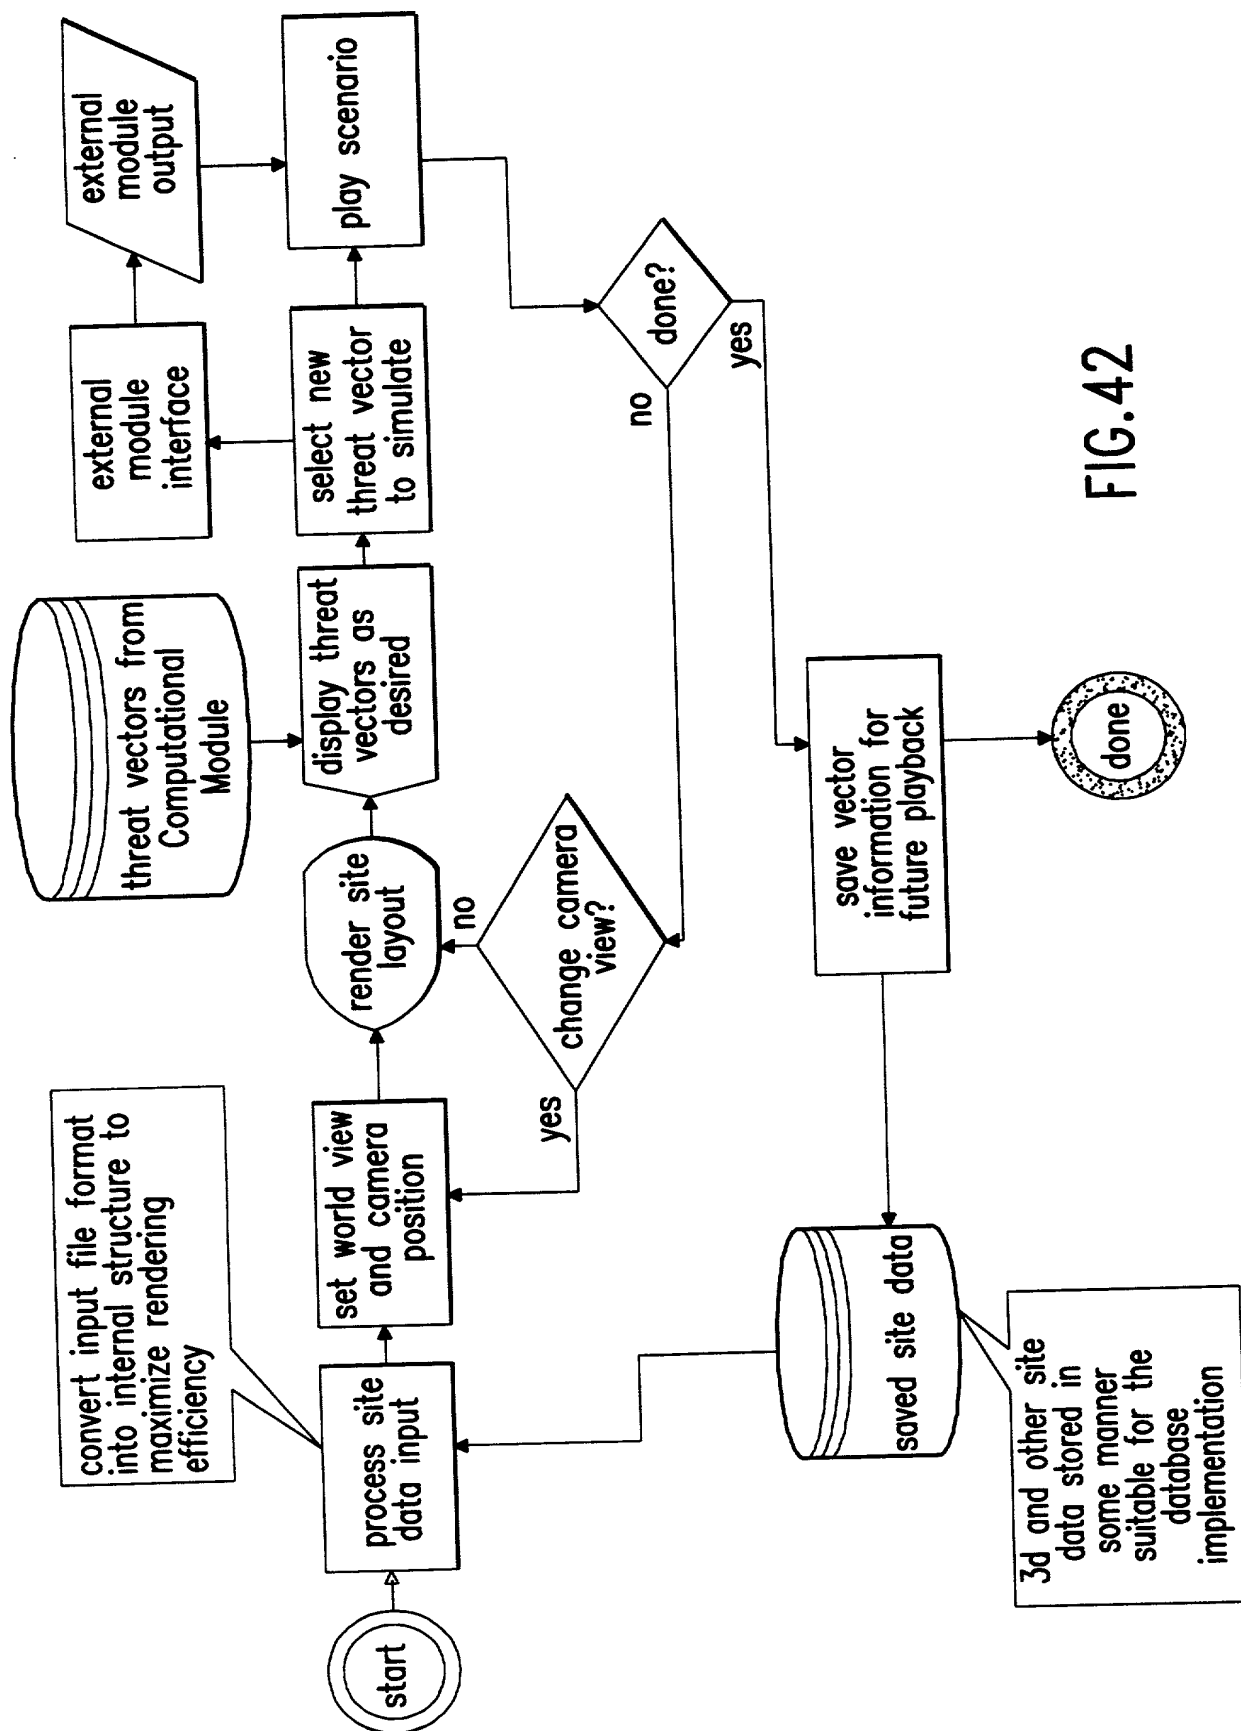 convert input file format
into internal structure to
maximize rendering
efficiency
threat vectors from
Computational
Module
external
module
interface
external
module
output
start
process site
data input
set world view
and camera
position
render site
layout
display threat
vectors as
desired
select new
threat vector
to simulate
play scenario
no
yes
change camera
view?
no
done?
yes
saved site data
save vector
information for
future playback
3d and other site
data stored in
some manner
suitable for the
database
implementation
done
FIG.42